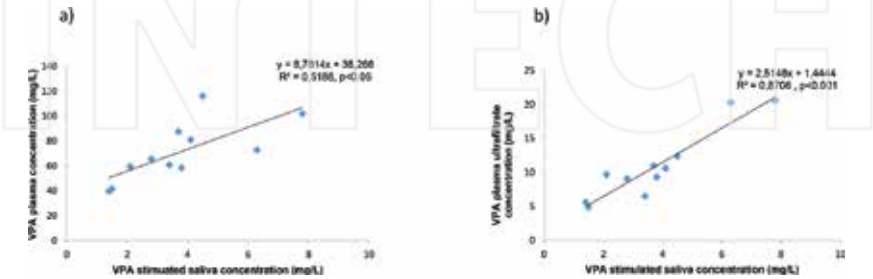 INTECH
a)
y = 8,7814x + 38,268
R² = 0,5188, p<0.05
VPA plasma concentration (mg/L)
140
120
100
80
60
40
20
0
0 2 4 6 8 10
VPA stimuated saliva concentration (mg/L)
b)
y = 2,5148x + 1,4444
R² = 0,8706 , p<0.001
VPA plasma ultrafiltrate
concentration (mg/L)
25
20
15
10
5
0
0 2 4 6 8 10
VPA stimulated saliva concentration (mg/L)